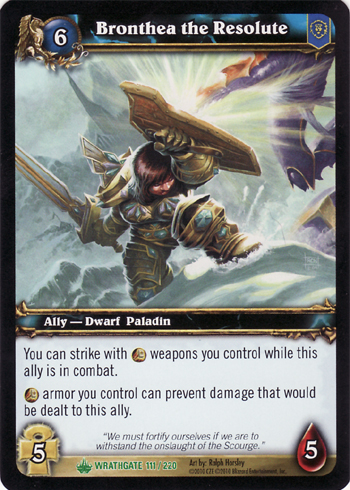 6
Bronthea the Resolute
Ally — Dwarf Paladin
You can strike with weapons you control while this
ally is in combat.
armor you control can prevent damage that would
be dealt to this ally.
"We must fortify ourselves if we are to
withstand the onslaught of the Scourge."
5
5
WRATHGATE 111/220
Art by: Ralph Horsley